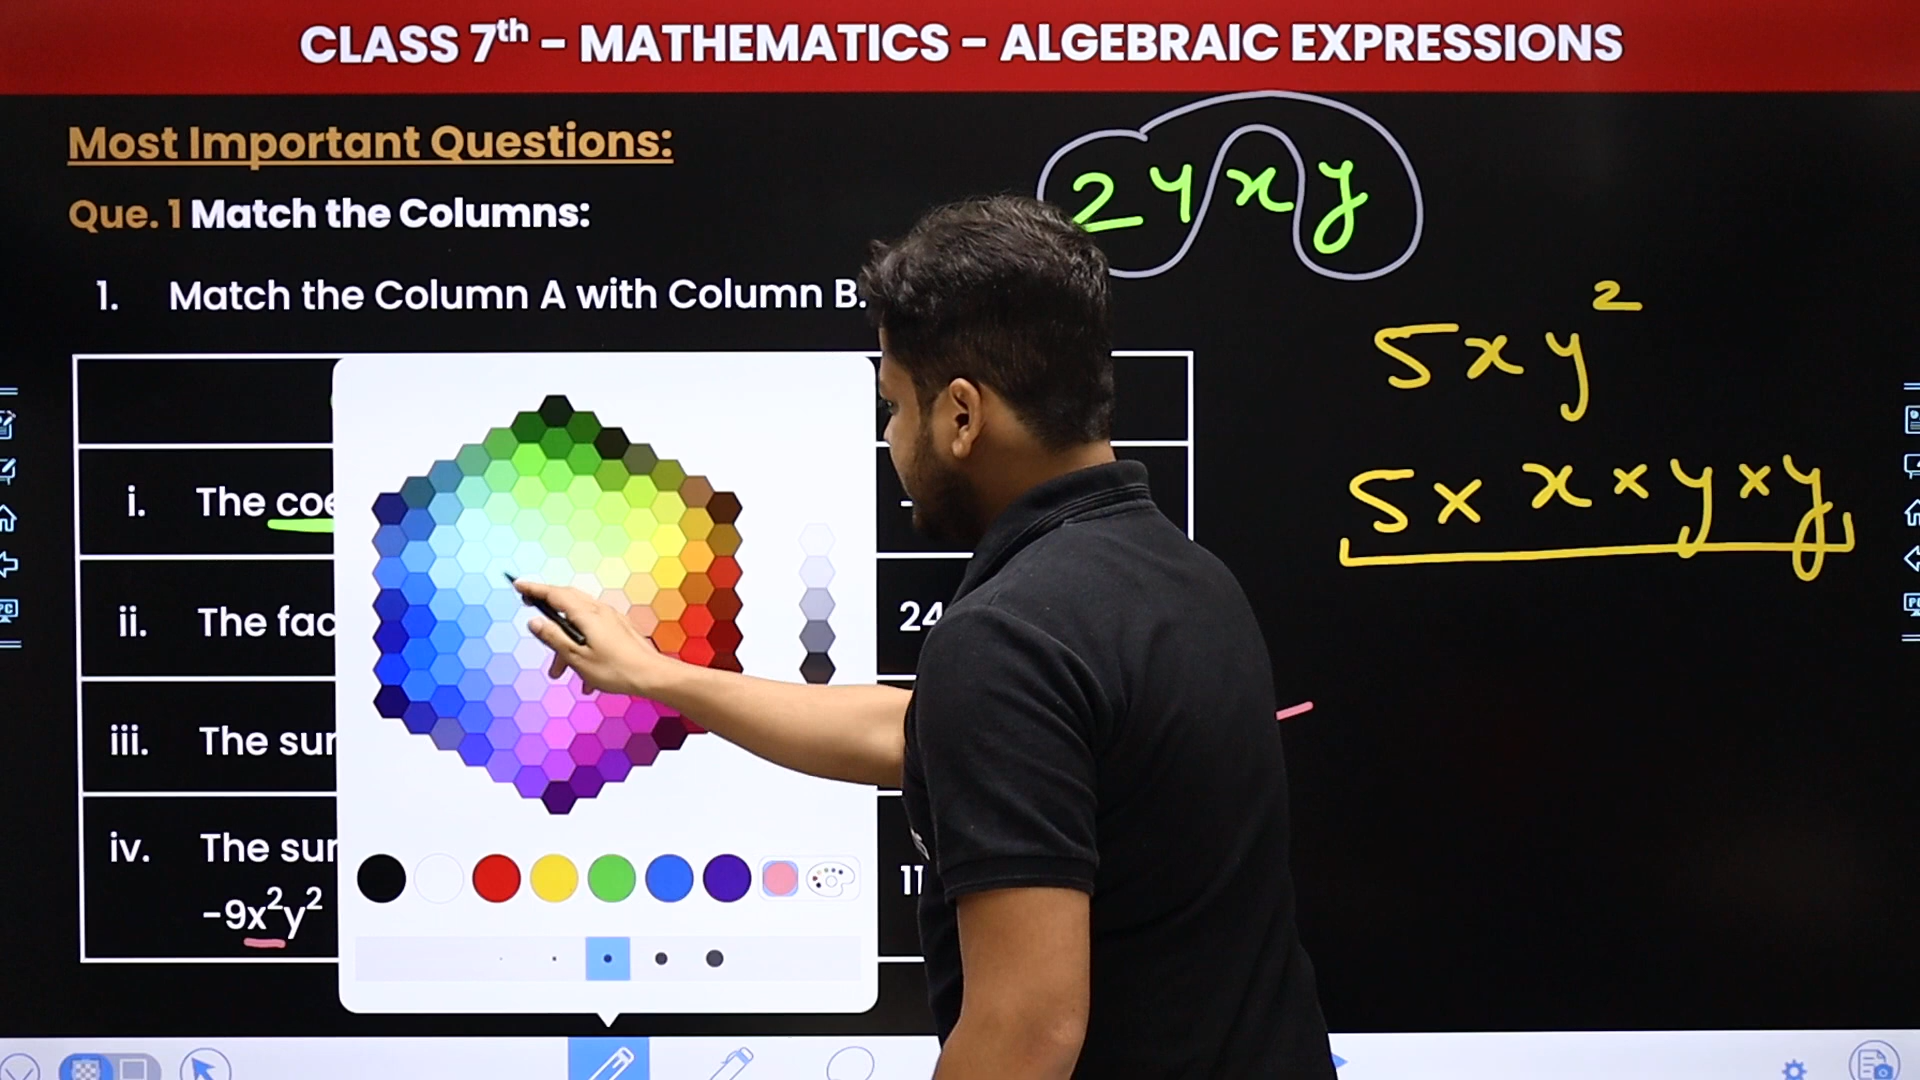 CLASS 7th - MATHEMATICS - ALGEBRAIC EXPRESSIONS
Most Important Questions:
Que. 1 Match the Columns:
1. Match the Column A with Column B.
i. The coe
ii. The fac
24
iii. The sur
iv. The sur
-9x²y²
11
24xy
5xy²
5 × x × y × y